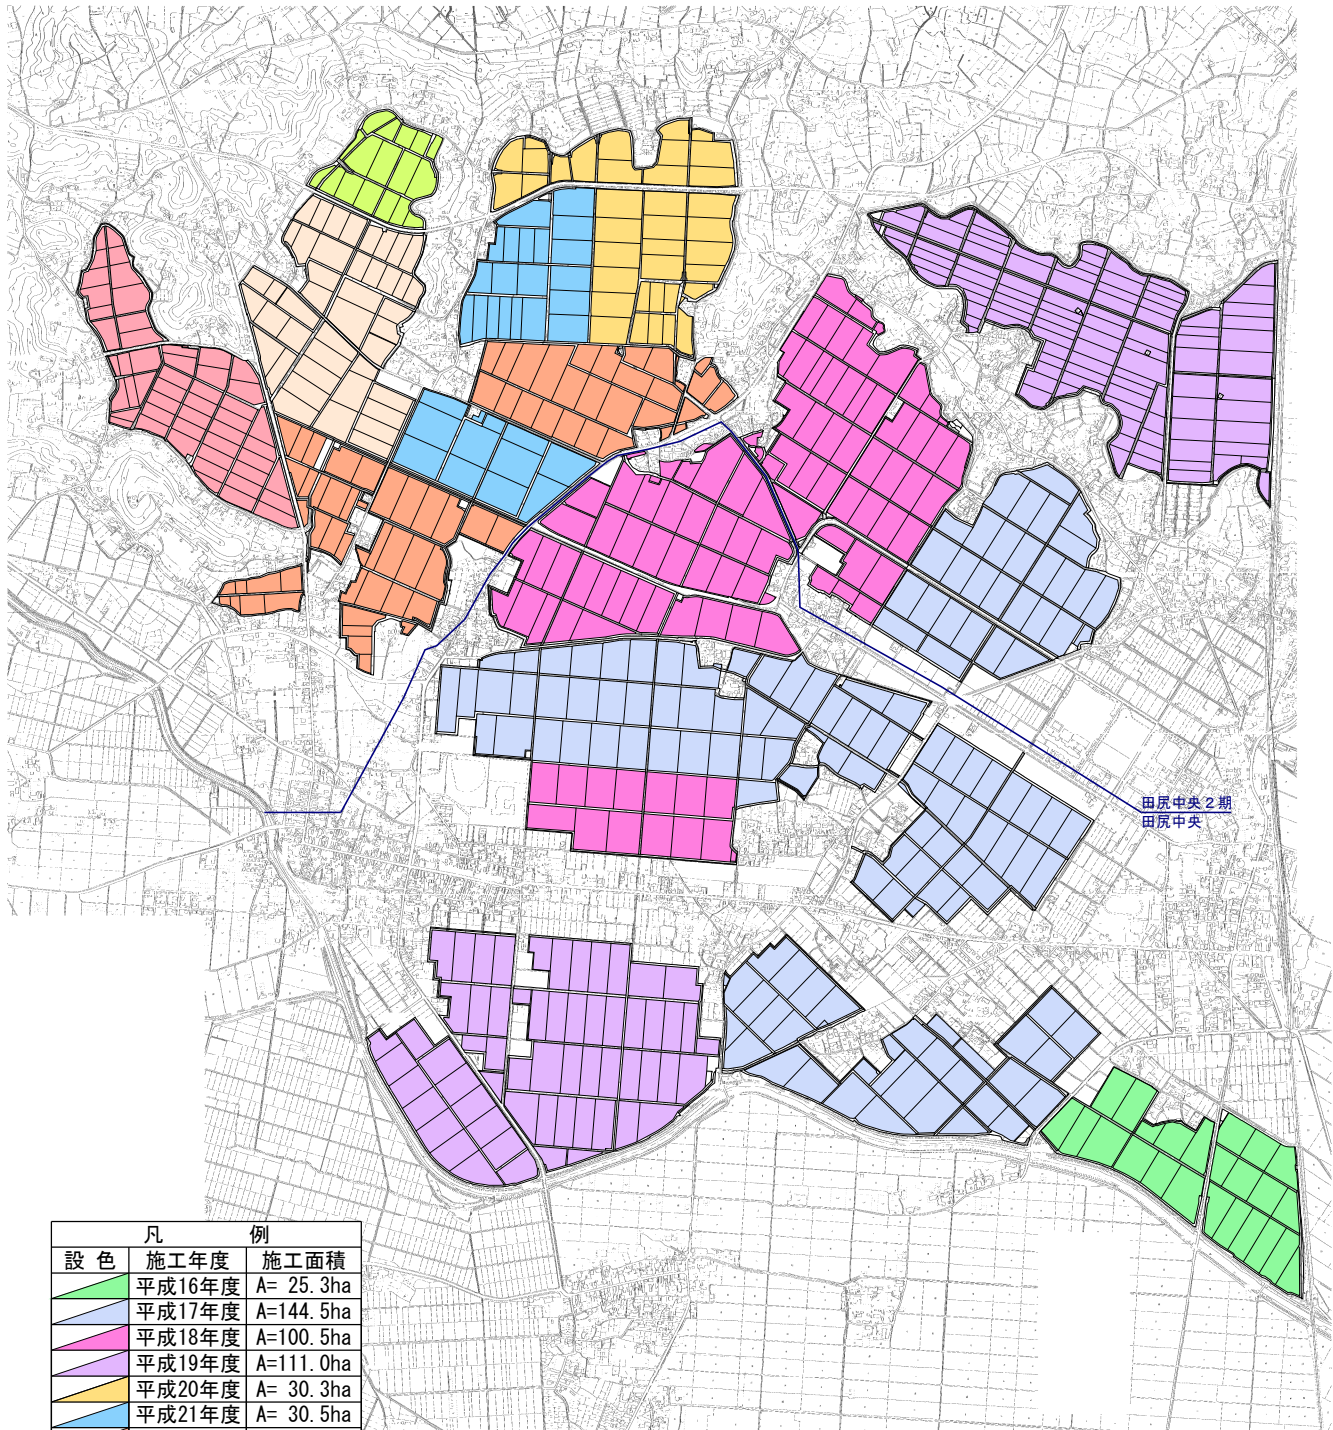 田尻中央２期
田尻中央
凡 例
設 色 施工年度 施工面積
平成16年度 A= 25.3ha
平成17年度 A=144.5ha
平成18年度 A=100.5ha
平成19年度 A=111.0ha
平成20年度 A= 30.3ha
平成21年度 A= 30.5ha